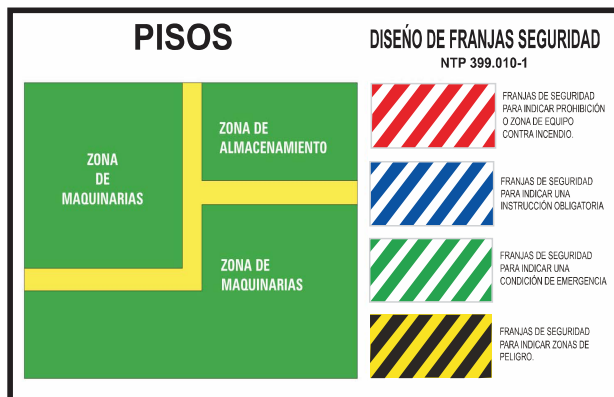 PISOS
DISEÑO DE FRANJAS SEGURIDAD
NTP 399.010-1
ZONA
DE
MAQUINARIAS
ZONA DE
ALMACENAMIENTO
ZONA DE
MAQUINARIAS
FRANJAS DE SEGURIDAD
PARA INDICAR PROHIBICIÓN
O ZONA DE EQUIPO
CONTRA INCENDIO.
FRANJAS DE SEGURIDAD
PARA INDICAR UNA
INSTRUCCIÓN OBLIGATORIA
FRANJAS DE SEGURIDAD
PARA INDICAR UNA
CONDICIÓN DE EMERGENCIA
FRANJAS DE SEGURIDAD
PARA INDICAR ZONAS DE
PELIGRO.